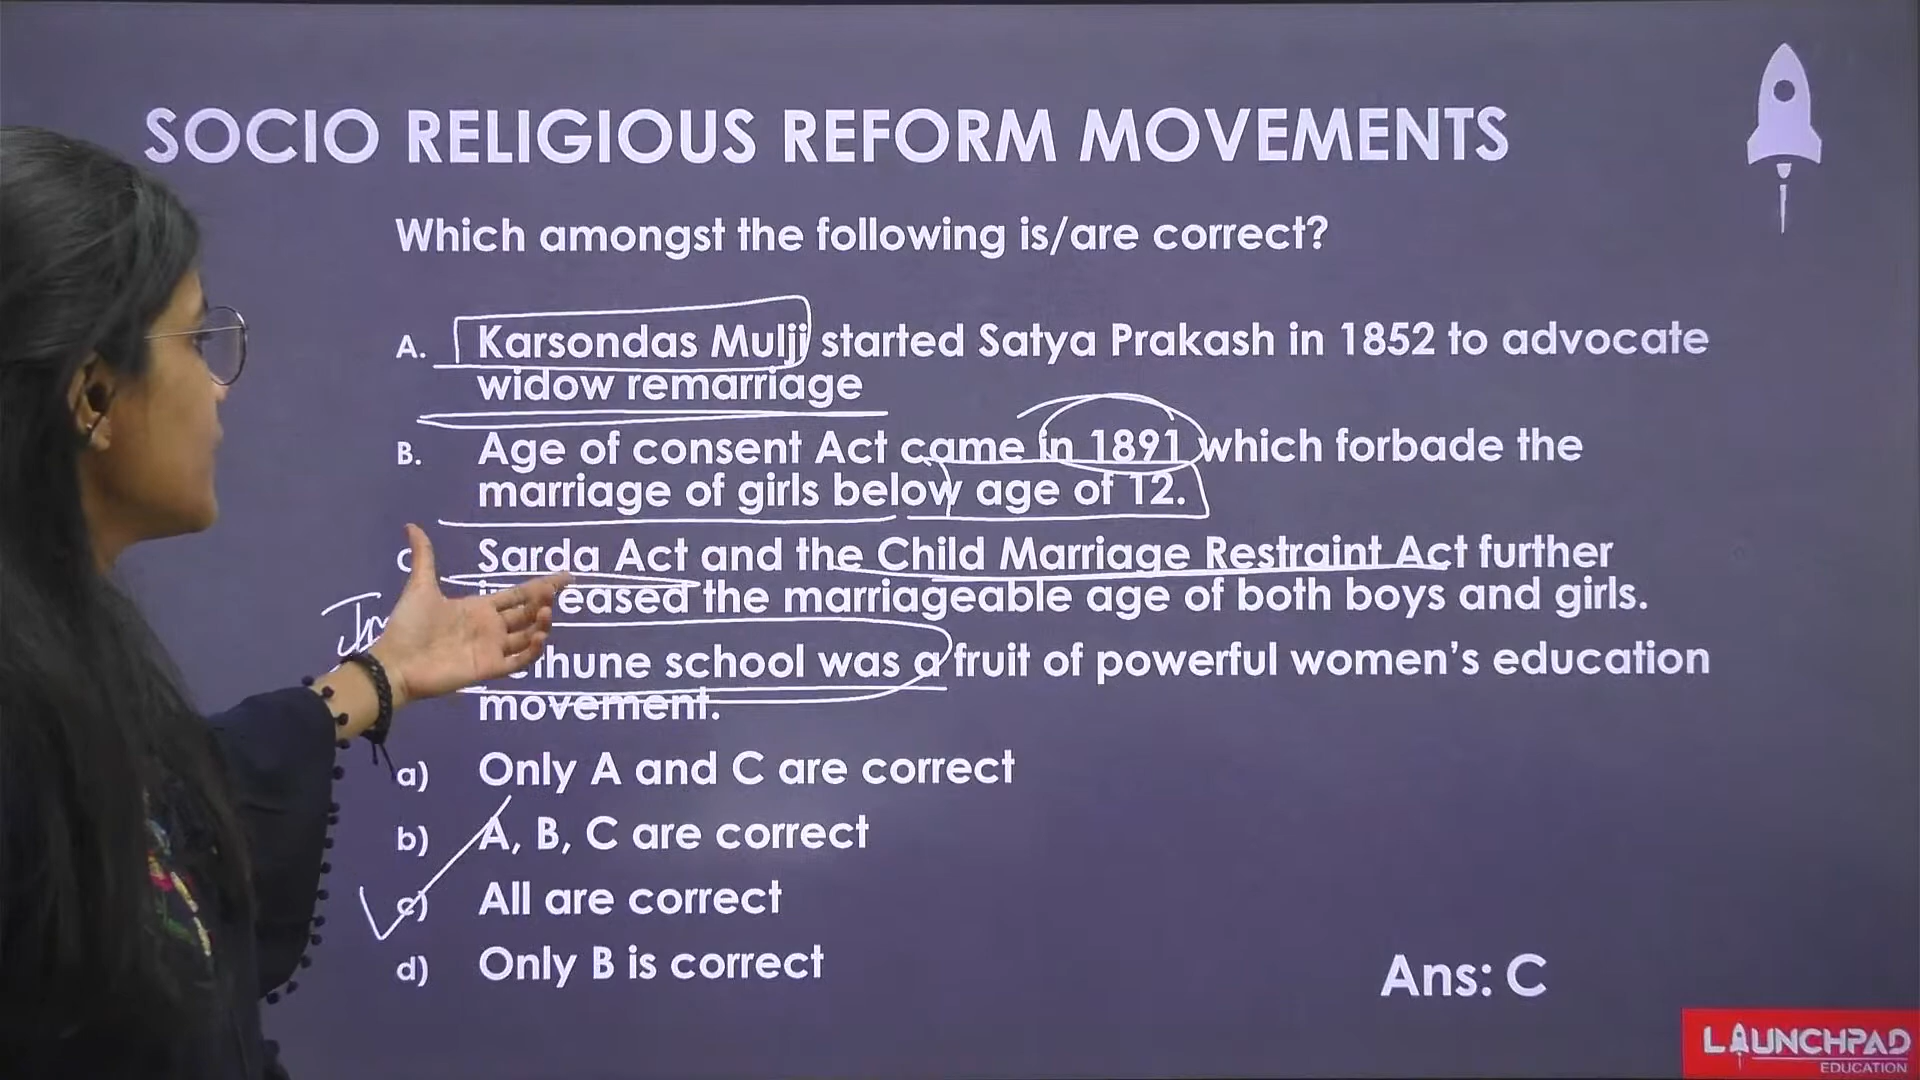 SOCIO RELIGIOUS REFORM MOVEMENTS
Which amongst the following is/are correct?
A. Karsondas Mulji started Satya Prakash in 1852 to advocate
widow remarriage
B. Age of consent Act came in 1891 which forbade the
marriage of girls below age of 12.
Sarda Act and the Child Marriage Restraint Act further
the marriageable age of both boys and girls.
school was a fruit of powerful women's education
movement.
a) Only A and C are correct
b) A, B, C are correct
c) All are correct
d) Only B is correct
Ans: C
LAUNCHPAD
EDUCATION